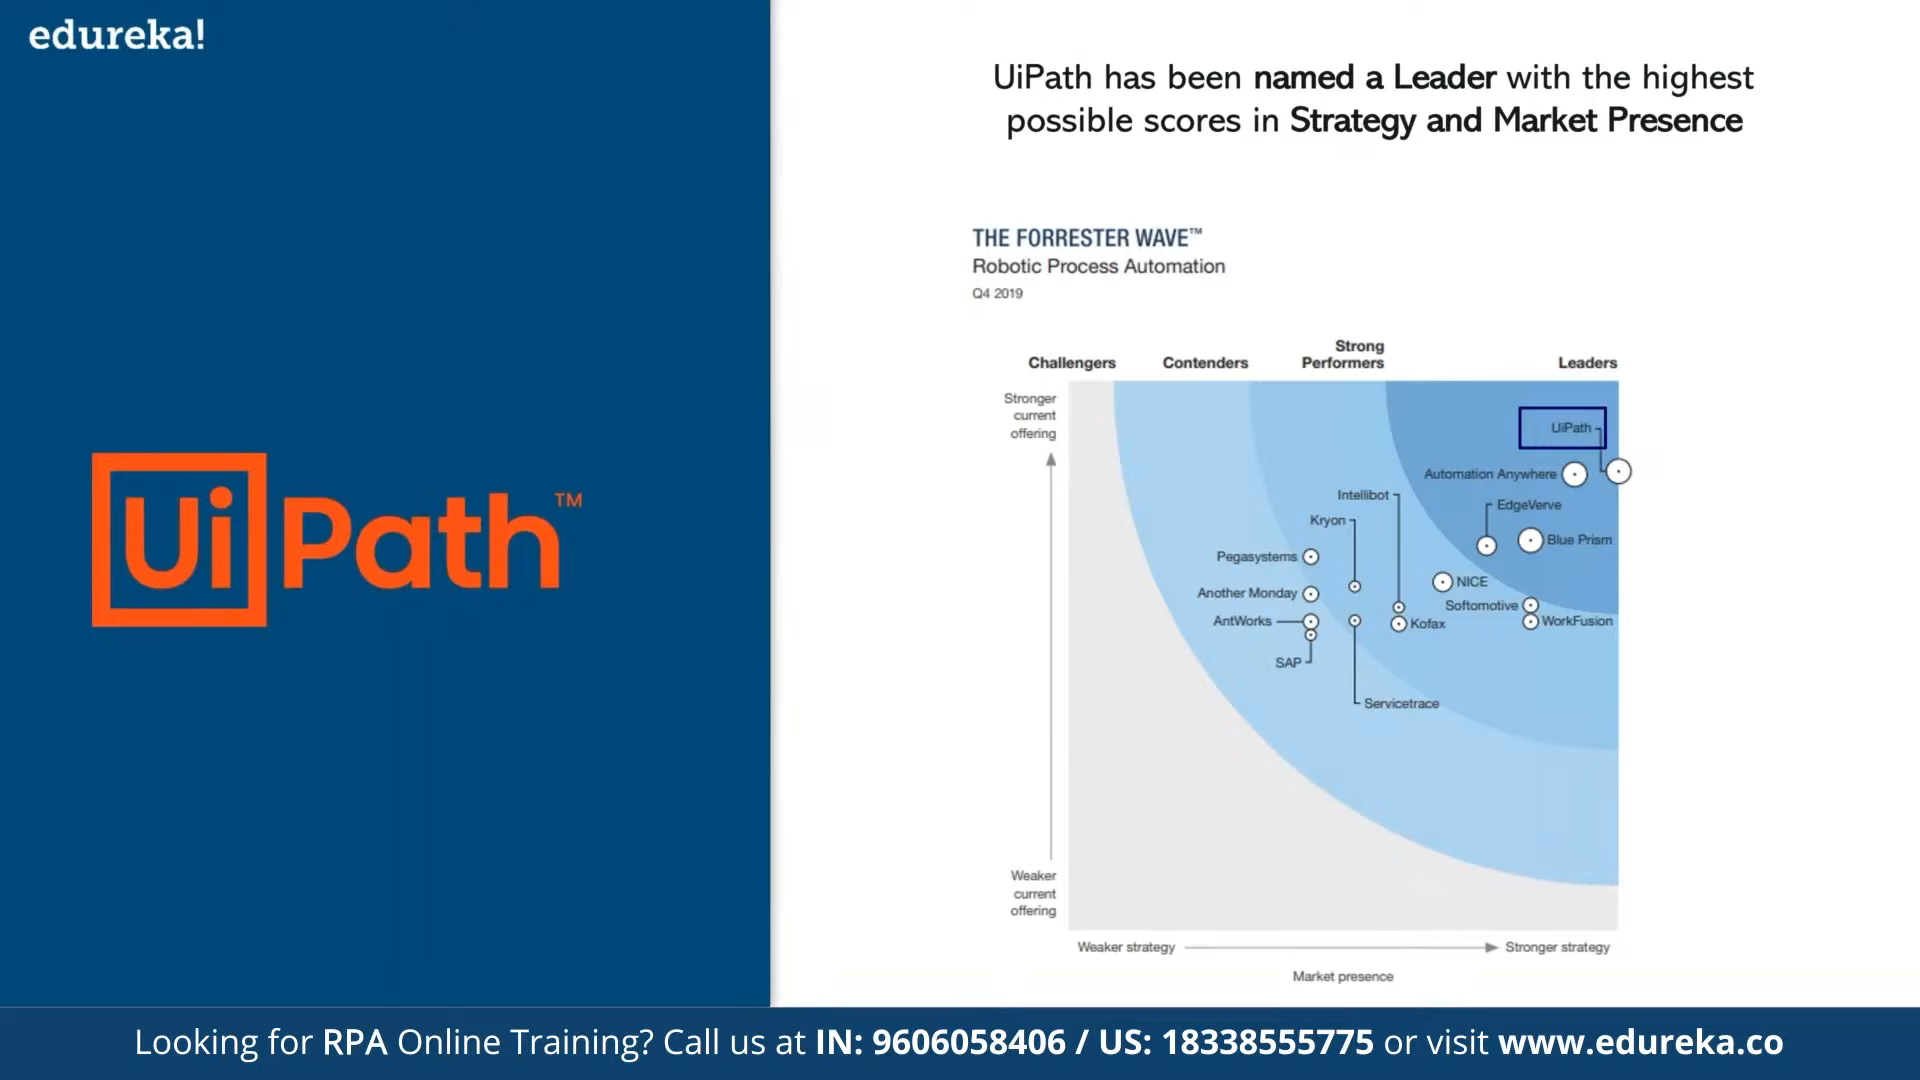 edureka!
UiPath™
UiPath has been named a Leader with the highest
possible scores in Strategy and Market Presence
THE FORRESTER WAVE™
Robotic Process Automation
Q4 2019
Challengers
Contenders
Strong
Performers
Leaders
Stronger
current
offering
UiPath
Automation Anywhere
Intellibot
EdgeVerve
Kryon
Blue Prism
Pegasystems
NICE
Another Monday
Softomotive
AntWorks
Kofax
WorkFusion
SAP
Servicetrace
Weaker
current
offering
Weaker strategy
Stronger strategy
Market presence
Looking for RPA Online Training? Call us at IN: 9606058406 / US: 18338555775 or visit www.edureka.co